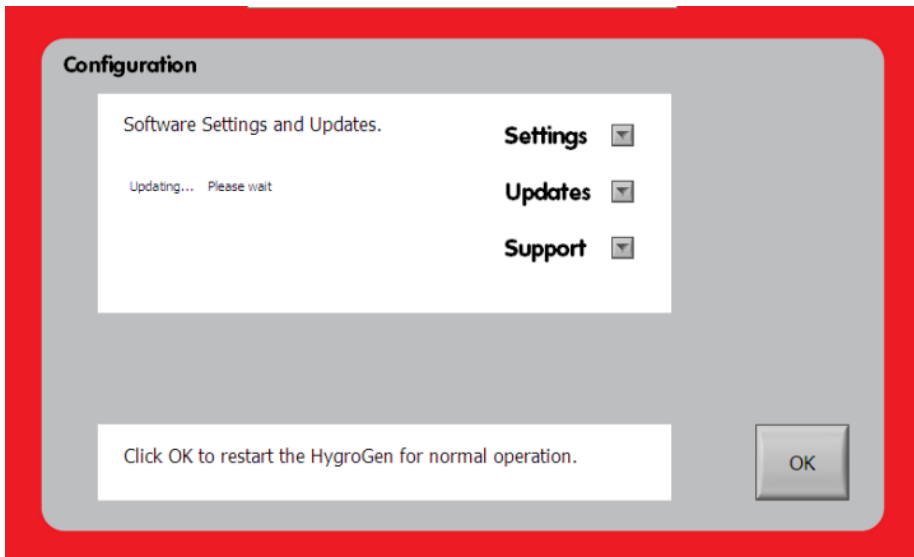 Configuration
Software Settings and Updates.
Settings
Updating... Please wait
Updates
Support
Click OK to restart the HygroGen for normal operation.
OK